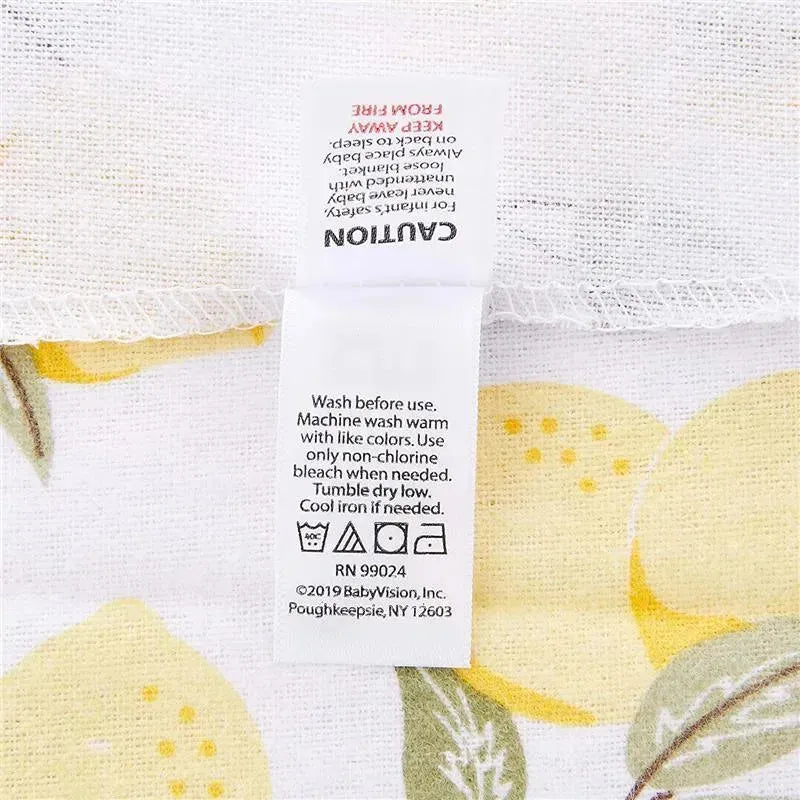 CAUTION
For infant's safety,
never leave baby
unattended with
loose blanket.
Always place baby
on back to sleep.
KEEP AWAY
FROM FIRE
Wash before use.
Machine wash warm
with like colors. Use
only non-chlorine
bleach when needed.
Tumble dry low.
Cool iron if needed.
40C
RN 99024
©2019 BabyVision, Inc.
Poughkeepsie, NY 12603